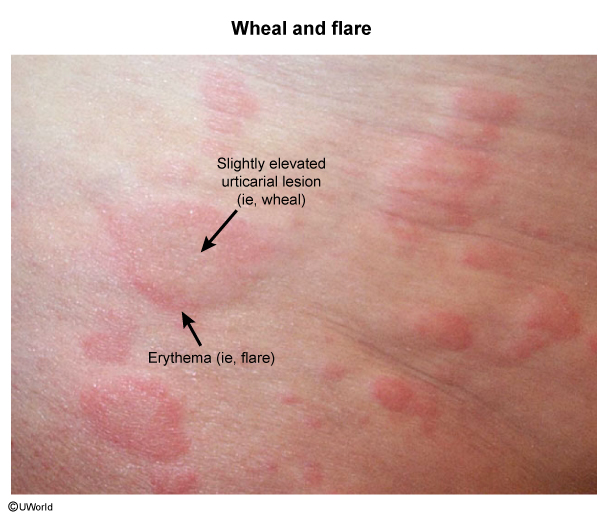 Wheal and flare
Slightly elevated
urticarial lesion
(ie, wheal)
Erythema (ie, flare)
©UWorld